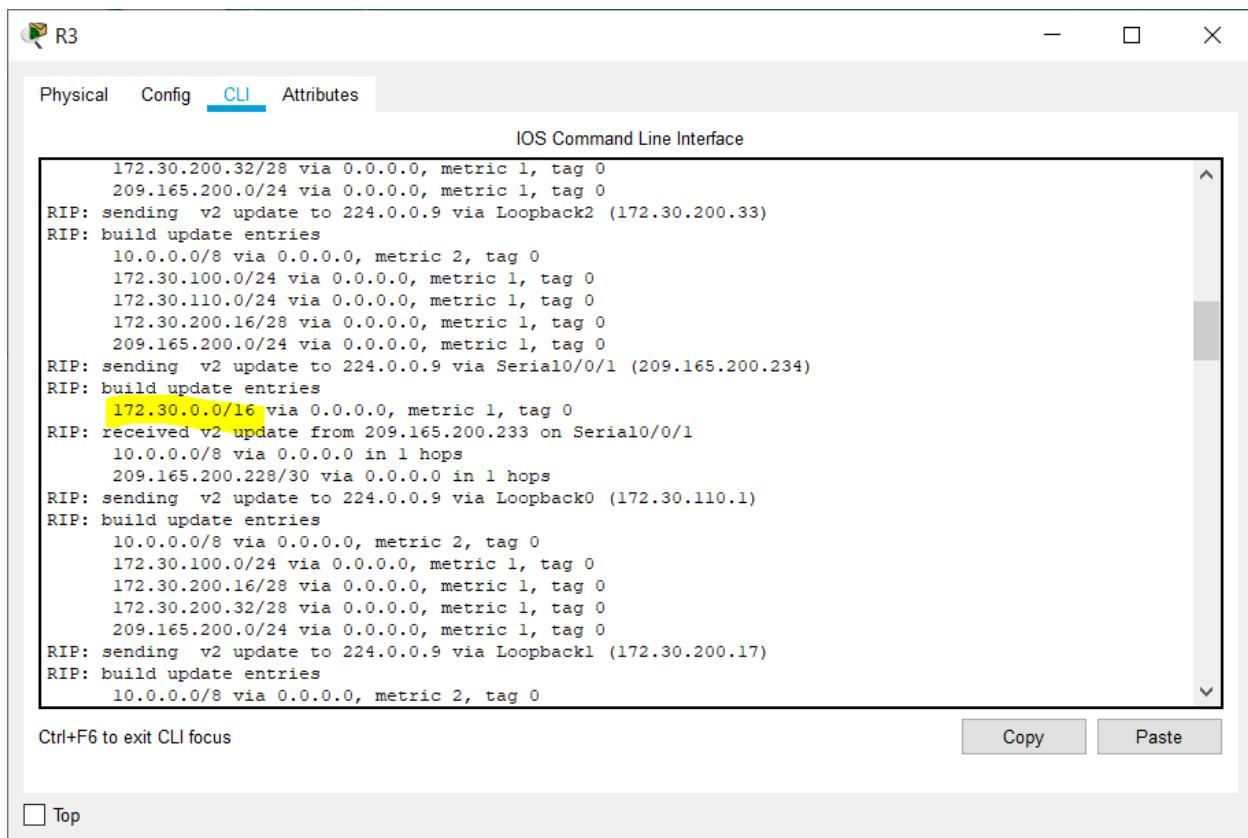 R3
Physical Config CLI Attributes
IOS Command Line Interface
172.30.200.32/28 via 0.0.0.0, metric 1, tag 0
209.165.200.0/24 via 0.0.0.0, metric 1, tag 0
RIP: sending  v2 update to 224.0.0.9 via Loopback2 (172.30.200.33)
RIP: build update entries
10.0.0.0/8 via 0.0.0.0, metric 2, tag 0
172.30.100.0/24 via 0.0.0.0, metric 1, tag 0
172.30.110.0/24 via 0.0.0.0, metric 1, tag 0
172.30.200.16/28 via 0.0.0.0, metric 1, tag 0
209.165.200.0/24 via 0.0.0.0, metric 1, tag 0
RIP: sending  v2 update to 224.0.0.9 via Serial0/0/1 (209.165.200.234)
RIP: build update entries
172.30.0.0/16 via 0.0.0.0, metric 1, tag 0
RIP: received v2 update from 209.165.200.233 on Serial0/0/1
10.0.0.0/8 via 0.0.0.0 in 1 hops
209.165.200.228/30 via 0.0.0.0 in 1 hops
RIP: sending  v2 update to 224.0.0.9 via Loopback0 (172.30.110.1)
RIP: build update entries
10.0.0.0/8 via 0.0.0.0, metric 2, tag 0
172.30.100.0/24 via 0.0.0.0, metric 1, tag 0
172.30.200.16/28 via 0.0.0.0, metric 1, tag 0
172.30.200.32/28 via 0.0.0.0, metric 1, tag 0
209.165.200.0/24 via 0.0.0.0, metric 1, tag 0
RIP: sending  v2 update to 224.0.0.9 via Loopback1 (172.30.200.17)
RIP: build update entries
10.0.0.0/8 via 0.0.0.0, metric 2, tag 0
Ctrl+F6 to exit CLI focus
Copy Paste
Top